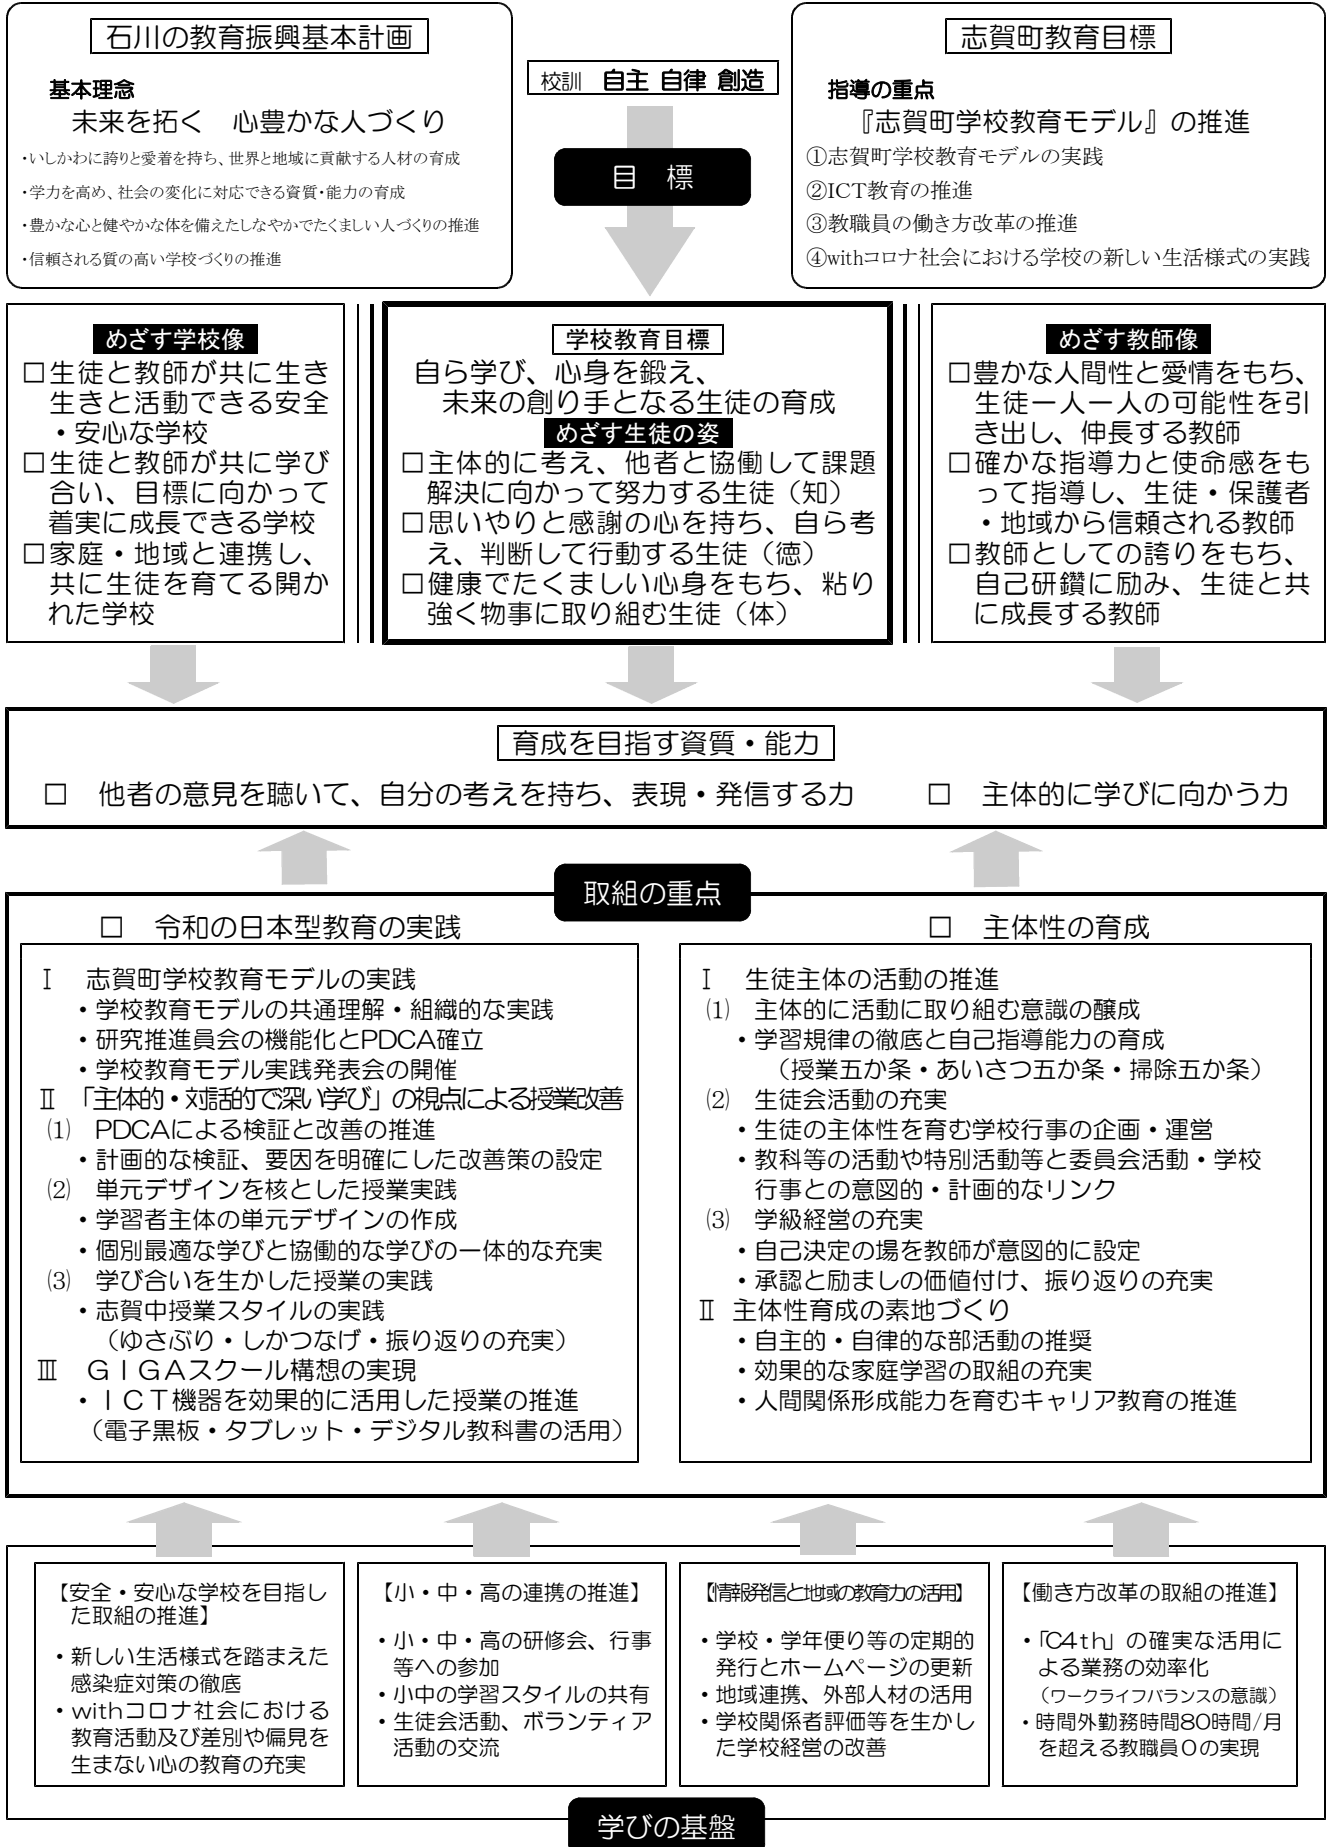 石川の教育振興基本計画
基本理念
未来を拓く　心豊かな人づくり
・いしかわに誇りと愛着を持ち、世界と地域に貢献する人材の育成
・学力を高め、社会の変化に対応できる資質・能力の育成
・豊かな心と健やかな体を備えたしなやかでたくましい人づくりの推進
・信頼される質の高い学校づくりの推進
校訓　自主 自律 創造
目　標
志賀町教育目標
指導の重点
『志賀町学校教育モデル』の推進
①志賀町学校教育モデルの実践
②ICT教育の推進
③教職員の働き方改革の推進
④withコロナ社会における学校の新しい生活様式の実践
めざす学校像
□生徒と教師が共に生き
生きと活動できる安全
・安心な学校
□生徒と教師が共に学び
合い、目標に向かって
着実に成長できる学校
□家庭・地域と連携し、
共に生徒を育てる開か
れた学校
学校教育目標
自ら学び、心身を鍛え、
未来の創り手となる生徒の育成
めざす生徒の姿
□主体的に考え、他者と協働して課題
解決に向かって努力する生徒（知）
□思いやりと感謝の心を持ち、自ら考
え、判断して行動する生徒（徳）
□健康でたくましい心身をもち、粘り
強く物事に取り組む生徒（体）
めざす教師像
□豊かな人間性と愛情をもち、
生徒一人一人の可能性を引
き出し、伸長する教師
□確かな指導力と使命感をも
って指導し、生徒・保護者
・地域から信頼される教師
□教師としての誇りをもち、
自己研鑽に励み、生徒と共
に成長する教師
育成を目指す資質・能力
□　他者の意見を聴いて、自分の考えを持ち、表現・発信する力　　□　主体的に学びに向かう力
取組の重点
□　令和の日本型教育の実践
Ⅰ　志賀町学校教育モデルの実践
・学校教育モデルの共通理解・組織的な実践
・研究推進員会の機能化とPDCA確立
・学校教育モデル実践発表会の開催
Ⅱ　「主体的・対話的で深い学び」の視点による授業改善
⑴　PDCAによる検証と改善の推進
・計画的な検証、要因を明確にした改善策の設定
⑵　単元デザインを核とした授業実践
・学習者主体の単元デザインの作成
・個別最適な学びと協働的な学びの一体的な充実
⑶　学び合いを生かした授業の実践
・志賀中授業スタイルの実践
（ゆさぶり・しかつなげ・振り返りの充実）
Ⅲ　ＧＩＧＡスクール構想の実現
・ＩＣＴ機器を効果的に活用した授業の推進
（電子黒板・タブレット・デジタル教科書の活用）
□　主体性の育成
Ⅰ　生徒主体の活動の推進
⑴　主体的に活動に取り組む意識の醸成
・学習規律の徹底と自己指導能力の育成
（授業五か条・あいさつ五か条・掃除五か条）
⑵　生徒会活動の充実
・生徒の主体性を育む学校行事の企画・運営
・教科等の活動や特別活動等と委員会活動・学校
行事との意図的・計画的なリンク
⑶　学級経営の充実
・自己決定の場を教師が意図的に設定
・承認と励ましの価値付け、振り返りの充実
Ⅱ　主体性育成の素地づくり
・自主的・自律的な部活動の推奨
・効果的な家庭学習の取組の充実
・人間関係形成能力を育むキャリア教育の推進
【安全・安心な学校を目指し
た取組の推進】
・新しい生活様式を踏まえた
感染症対策の徹底
・withコロナ社会における
教育活動及び差別や偏見を
生まない心の教育の充実
【小・中・高の連携の推進】
・小・中・高の研修会、行事
等への参加
・小中の学習スタイルの共有
・生徒会活動、ボランティア
活動の交流
【情報発信と地域の教育力の活用】
・学校・学年便り等の定期的
発行とホームページの更新
・地域連携、外部人材の活用
・学校関係者評価等を生かし
た学校経営の改善
【働き方改革の取組の推進】
・「C4th」の確実な活用に
よる業務の効率化
（ワークライフバランスの意識）
・時間外勤務時間80時間/月
を超える教職員０の実現
学びの基盤